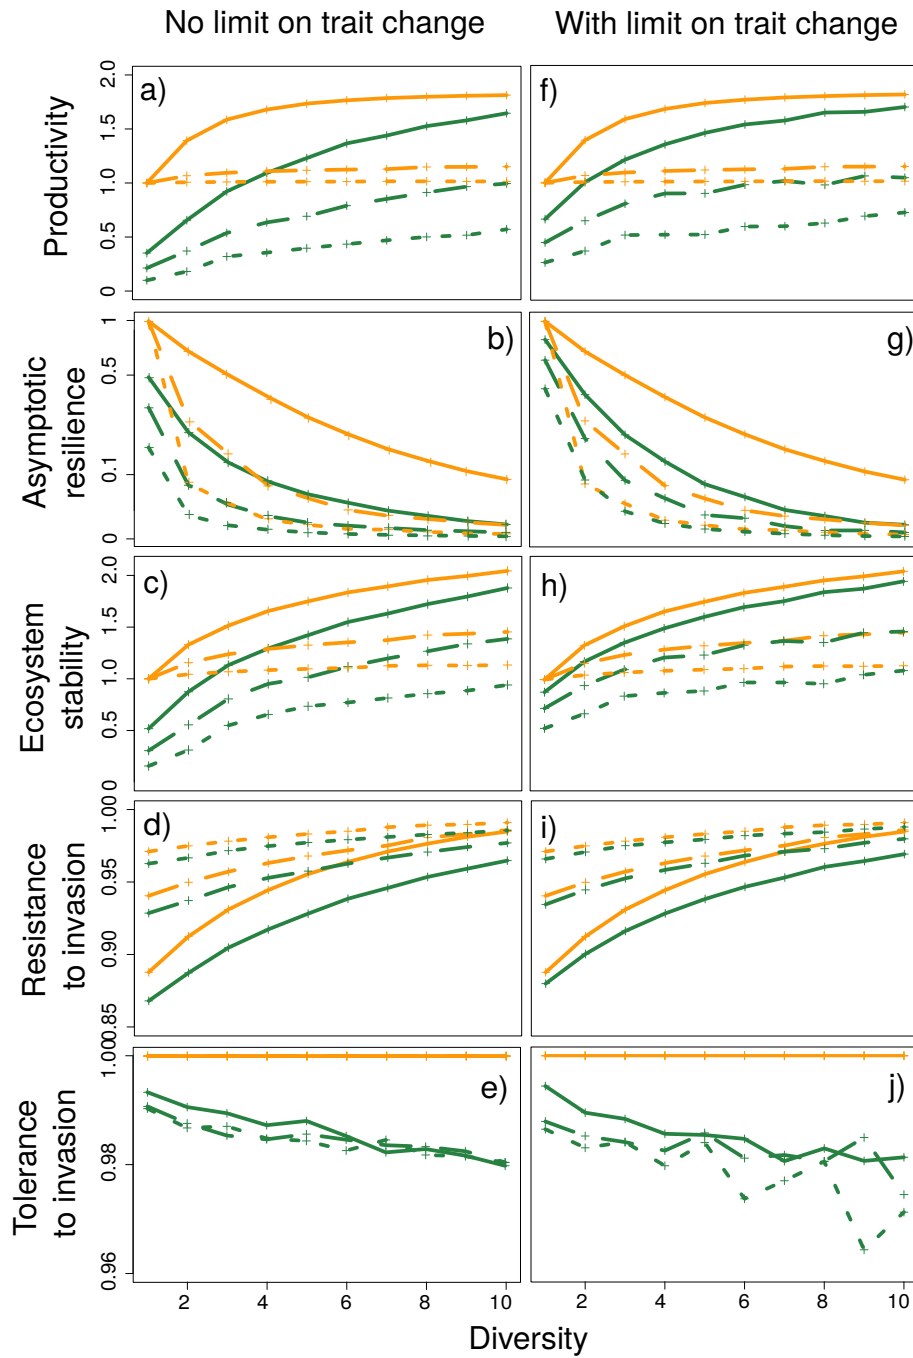 No limit on trait change
With limit on trait change
Productivity
a)
f)
2.0
1.5
1.0
0.5
0
Asymptotic
resilience
b)
g)
1
0.5
0.1
0
Ecosystem
stability
c)
h)
2.0
1.5
1.0
0.5
0
Resistance
to invasion
d)
i)
1.00
0.95
0.90
0.85
Tolerance
to invasion
e)
j)
1.00
0.98
0.96
2 4 6 8 10
2 4 6 8 10
Diversity